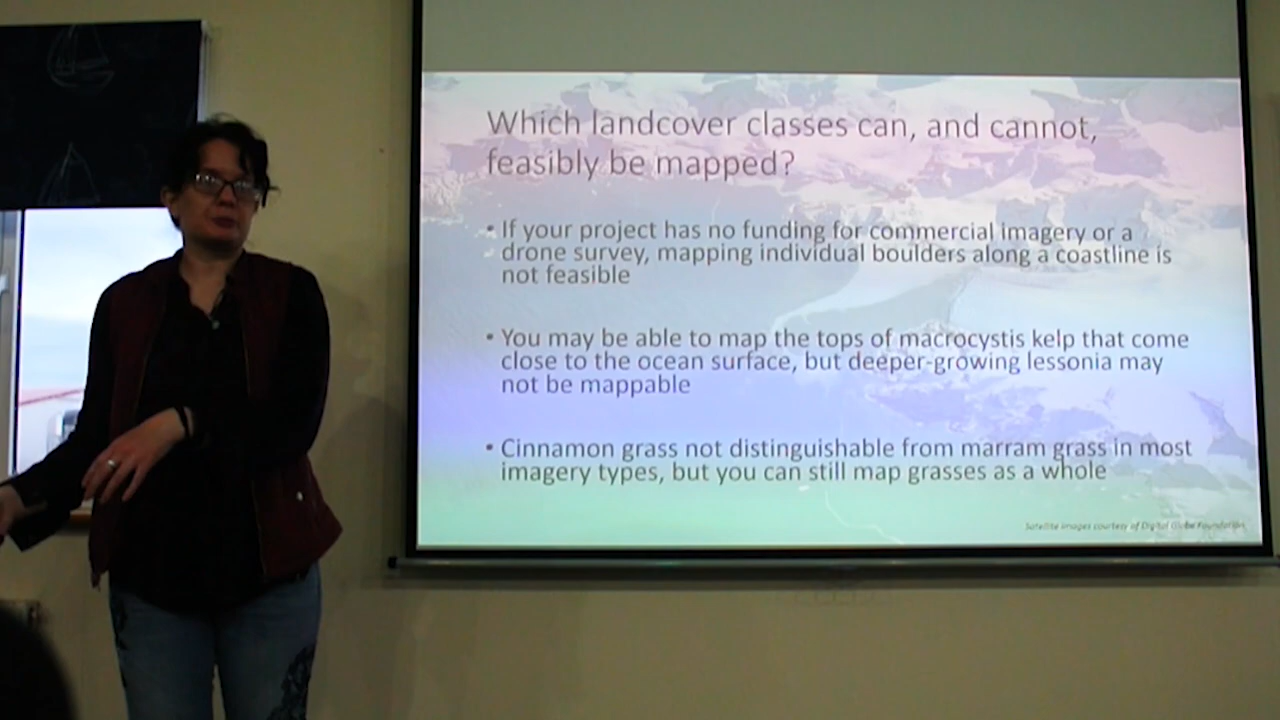 Which landcover classes can, and cannot,
feasibly be mapped?
• If your project has no funding for commercial imagery or a
drone survey, mapping individual boulders along a coastline is
not feasible
• You may be able to map the tops of macrocystis kelp that come
close to the ocean surface, but deeper-growing lessonia may
not be mappable
• Cinnamon grass not distinguishable from marram grass in most
imagery types, but you can still map grasses as a whole
Satellite images courtesy of Digital Globe Foundation